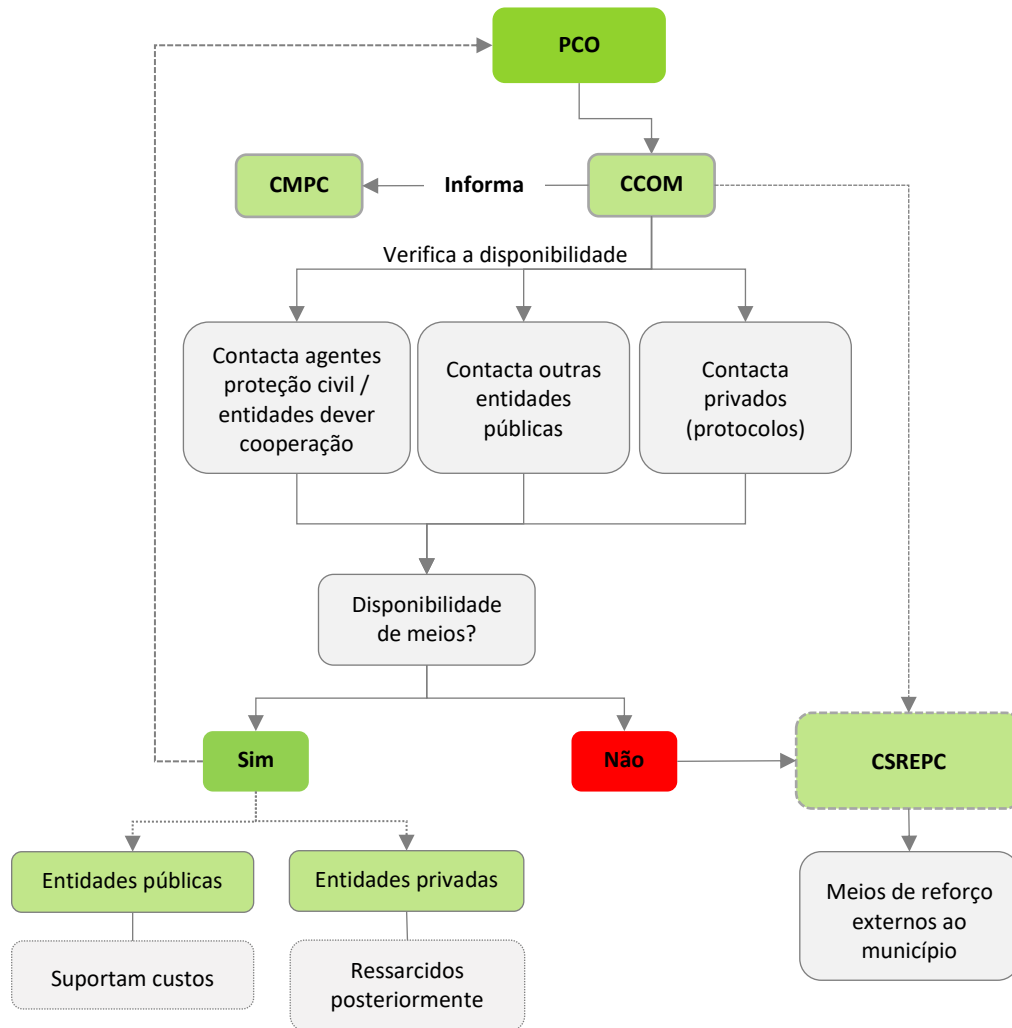 PCO
CMPC
Informa
CCOM
Verifica a disponibilidade
Contacta agentes
proteção civil /
entidades dever
cooperação
Contacta outras
entidades
públicas
Contacta
privados
(protocolos)
Disponibilidade
de meios?
Sim
Não
CSREPC
Entidades públicas
Entidades privadas
Suportam custos
Ressarcidos
posteriormente
Meios de reforço
externos ao
município